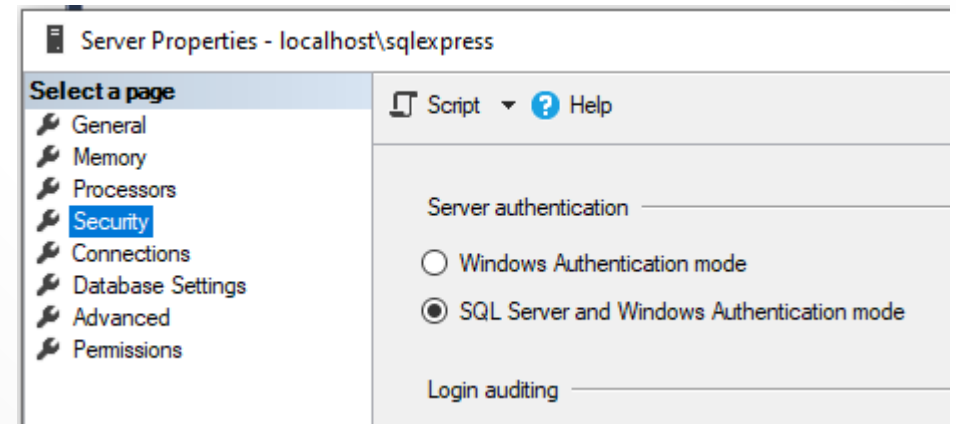 Server Properties - localhost\sqlexpress
Select a page
General
Memory
Processors
Security
Connections
Database Settings
Advanced
Permissions
Script
Help
Server authentication
Windows Authentication mode
SQL Server and Windows Authentication mode
Login auditing